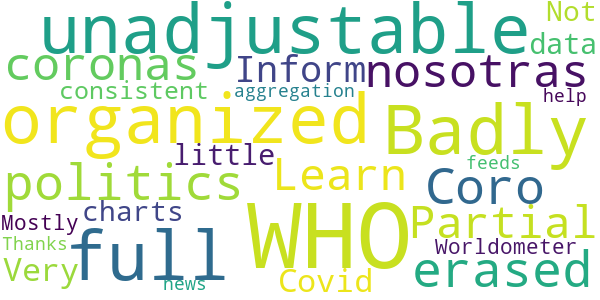 unadjustable Not
data
coronas Inform nosotras
consistent aggregation help
organized Badly
little feeds
politics Learn Coro
Mostly charts WHO Partial
Thanks full Worldometer
Very news Covid erased